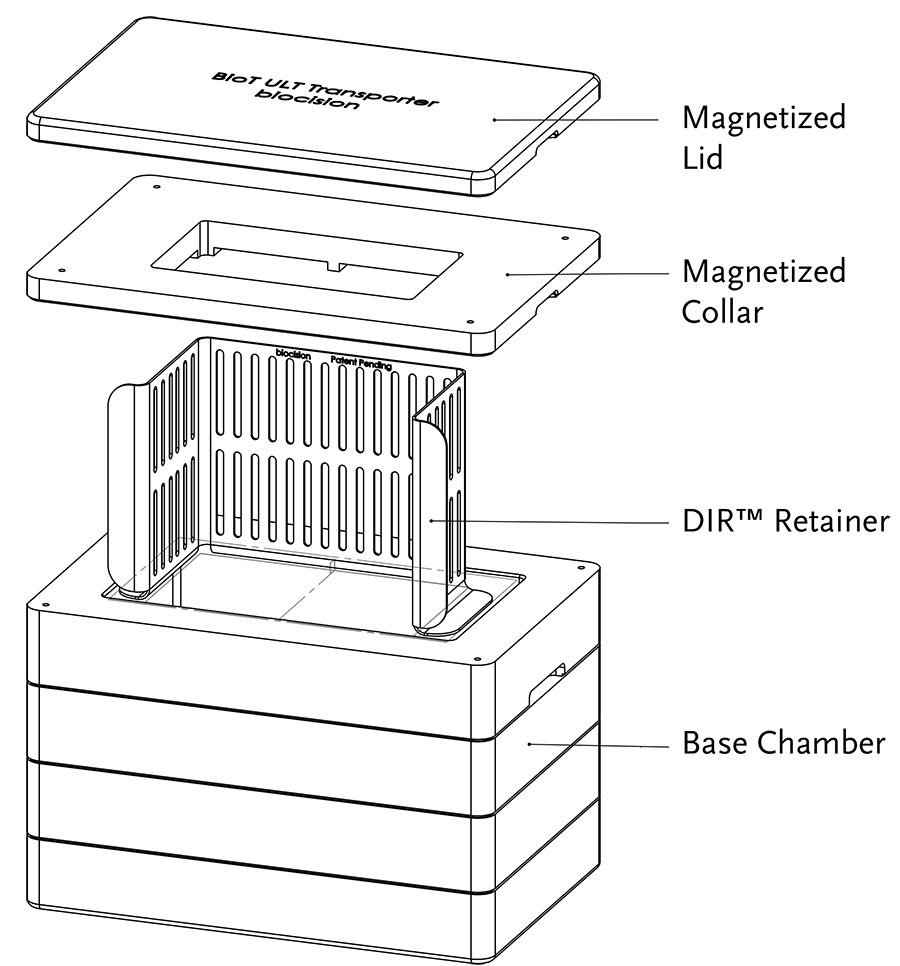 BioT ULT Transporter
biocision
Magnetized
Lid
Magnetized
Collar
biocision Patent Pending
DIR™ Retainer
Base Chamber